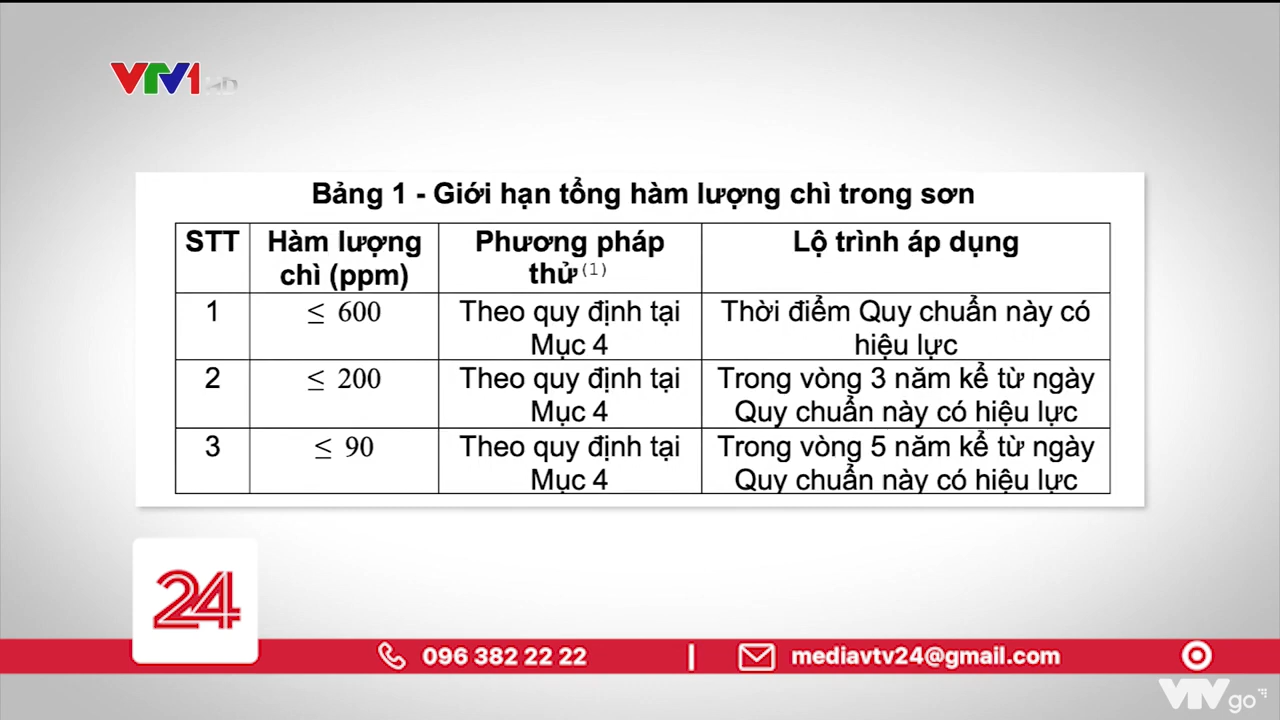 VTV1 HD
Bảng 1 - Giới hạn tổng hàm lượng chì trong sơn
STT Hàm lượng chì (ppm) Phương pháp thử(1) Lộ trình áp dụng
1 ≤ 600 Theo quy định tại Mục 4 Thời điểm Quy chuẩn này có hiệu lực
2 ≤ 200 Theo quy định tại Mục 4 Trong vòng 3 năm kể từ ngày Quy chuẩn này có hiệu lực
3 ≤ 90 Theo quy định tại Mục 4 Trong vòng 5 năm kể từ ngày Quy chuẩn này có hiệu lực
24
096 382 22 22 | mediavtv24@gmail.com
VTV go